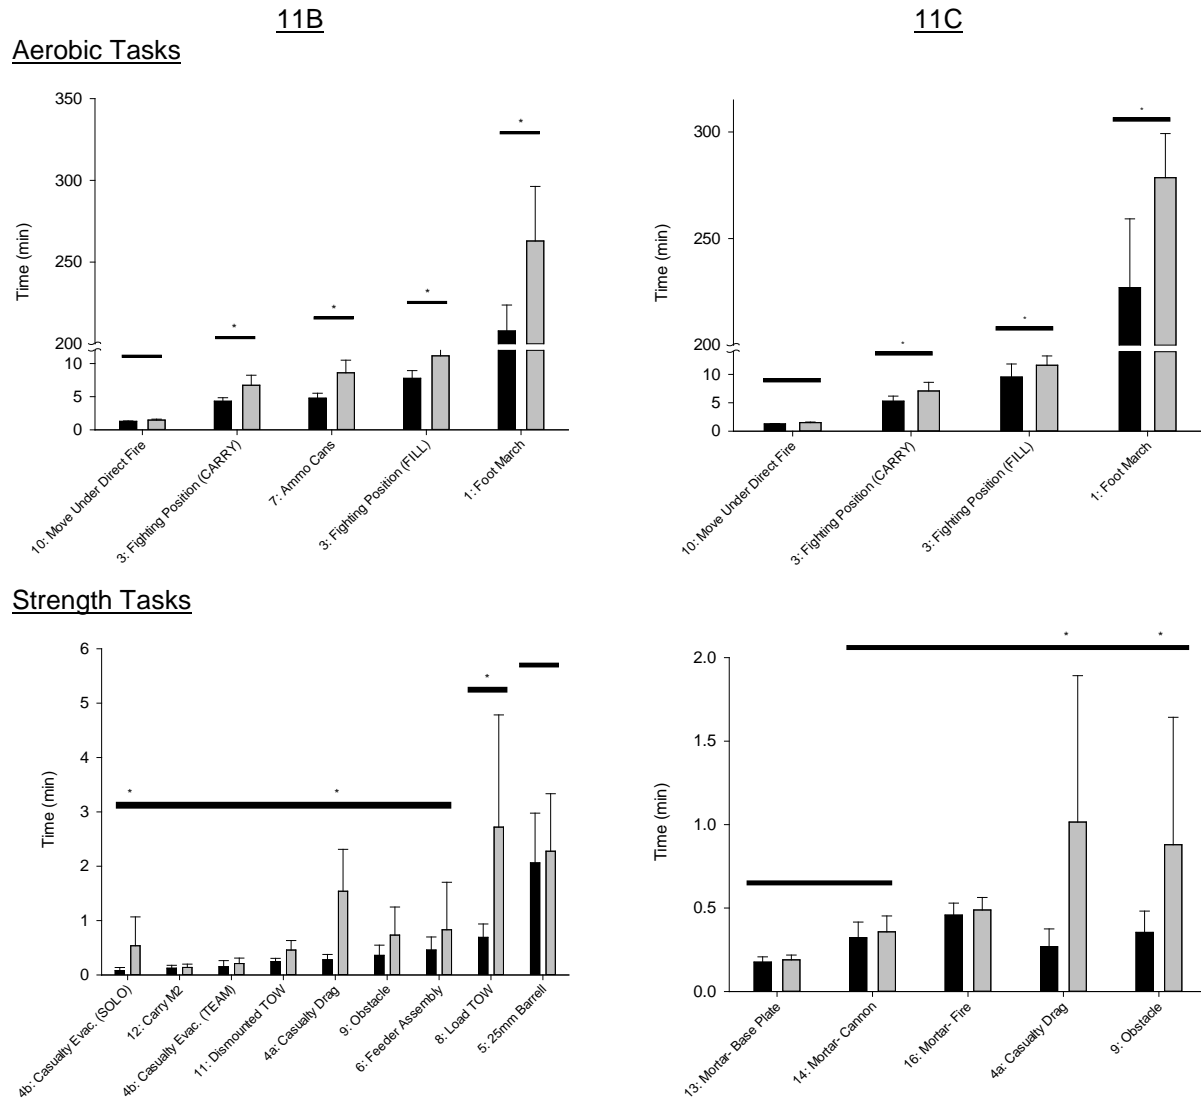 11B
11C
Aerobic Tasks
350
300
250
200
10
5
0
Time (min)
*
*
*
*
10: Move Under Direct Fire
3: Fighting Position (CARRY)
7: Ammo Cans
3: Fighting Position (FILL)
1: Foot March
300
250
200
10
5
0
Time (min)
*
*
*
10: Move Under Direct Fire
3: Fighting Position (CARRY)
3: Fighting Position (FILL)
1: Foot March
Strength Tasks
6
5
4
3
2
1
0
Time (min)
*
*
*
4b: Casualty Evac. (SOLO)
12: Carry M2
4b: Casualty Evac. (TEAM)
11: Dismounted TOW
4a: Casualty Drag
9: Obstacle
6: Feeder Assembly
8: Load TOW
5: 25mm Barrell
2.0
1.5
1.0
0.5
0.0
Time (min)
*
*
13: Mortar- Base Plate
14: Mortar- Cannon
16: Mortar- Fire
4a: Casualty Drag
9: Obstacle